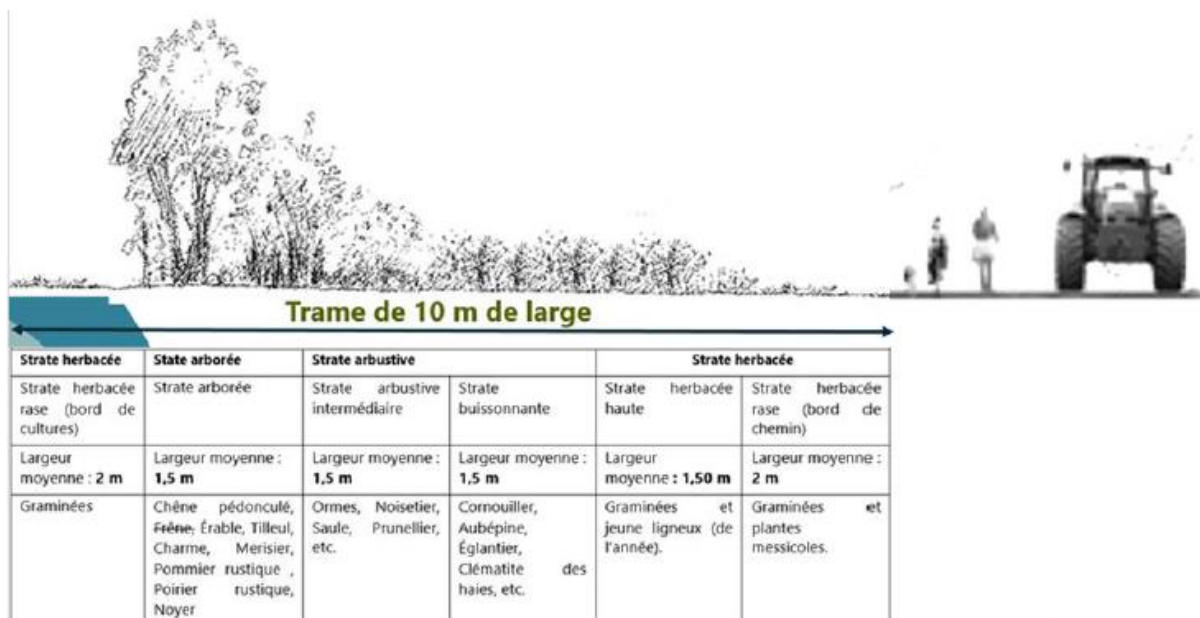 Trame de 10 m de large
Strate herbacée
State arborée
Strate arbustive
Strate herbacée
Strate herbacée
rase (bord de
cultures)
Strate arborée
Strate arbustive
intermédiaire
Strate
buissonnante
Strate herbacée
haute
Strate herbacée
rase (bord de
chemin)
Largeur
moyenne : 2 m
Largeur moyenne :
1,5 m
Largeur moyenne :
1,5 m
Largeur moyenne :
1,5 m
Largeur
moyenne : 1,50 m
Largeur moyenne :
2 m
Graminées
Chêne pédonculé,
Frêne, Érable, Tilleul,
Charme, Merisier,
Pommier rustique ,
Poirier rustique,
Noyer
Ormes, Noisetier,
Saule, Prunellier,
etc.
Cornouiller,
Aubépine,
Églantier,
Clématite des
haies, etc.
Graminées et
jeune ligneux (de
l'année).
Graminées et
plantes
messicoles.